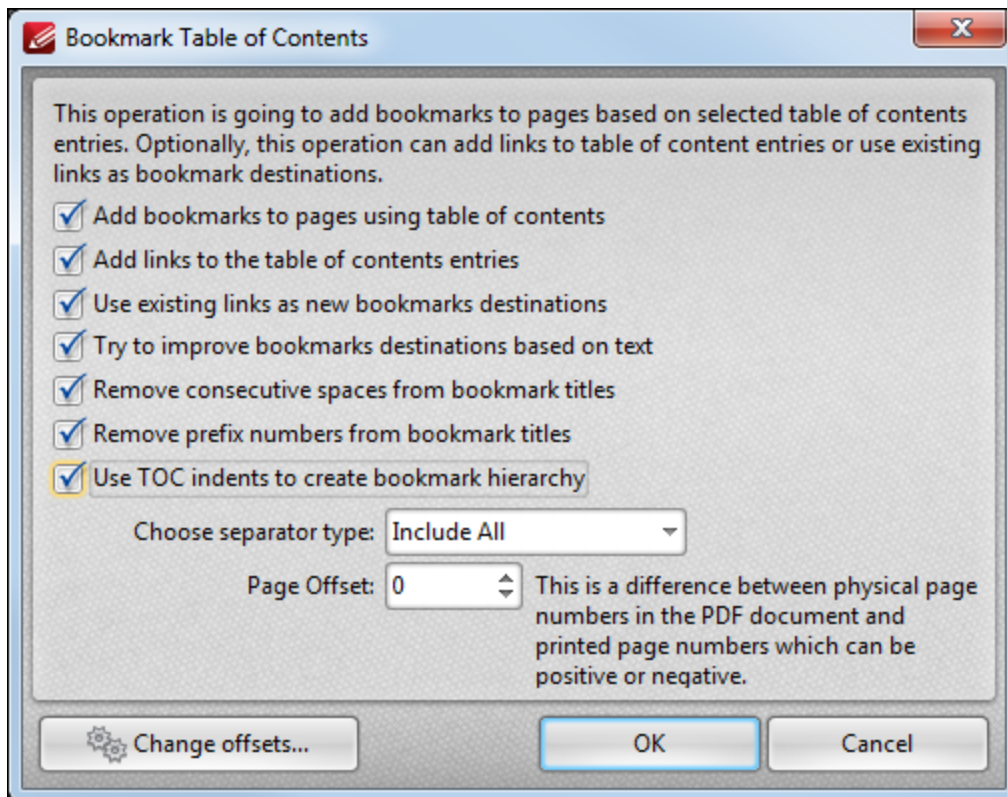 Bookmark Table of Contents
This operation is going to add bookmarks to pages based on selected table of contents
entries. Optionally, this operation can add links to table of content entries or use existing
links as bookmark destinations.
Add bookmarks to pages using table of contents
Add links to the table of contents entries
Use existing links as new bookmarks destinations
Try to improve bookmarks destinations based on text
Remove consecutive spaces from bookmark titles
Remove prefix numbers from bookmark titles
Use TOC indents to create bookmark hierarchy
Choose separator type: Include All
Page Offset: 0
This is a difference between physical page
numbers in the PDF document and
printed page numbers which can be
positive or negative.
Change offsets... OK Cancel